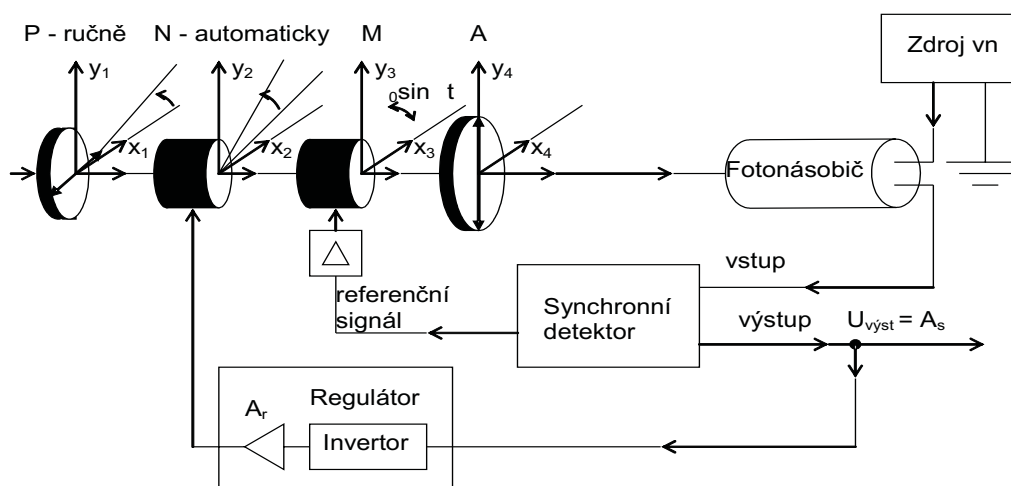 P - ručně N - automaticky M A
Zdroj vn
y₁ y₂ y₃ y₄
₀sin t
x₁ x₂ x₃ x₄
Fotonásobič
vstup
referenční
signál
Synchronní
detektor
výstup
Uvýst = As
Regulátor
Ar
Invertor